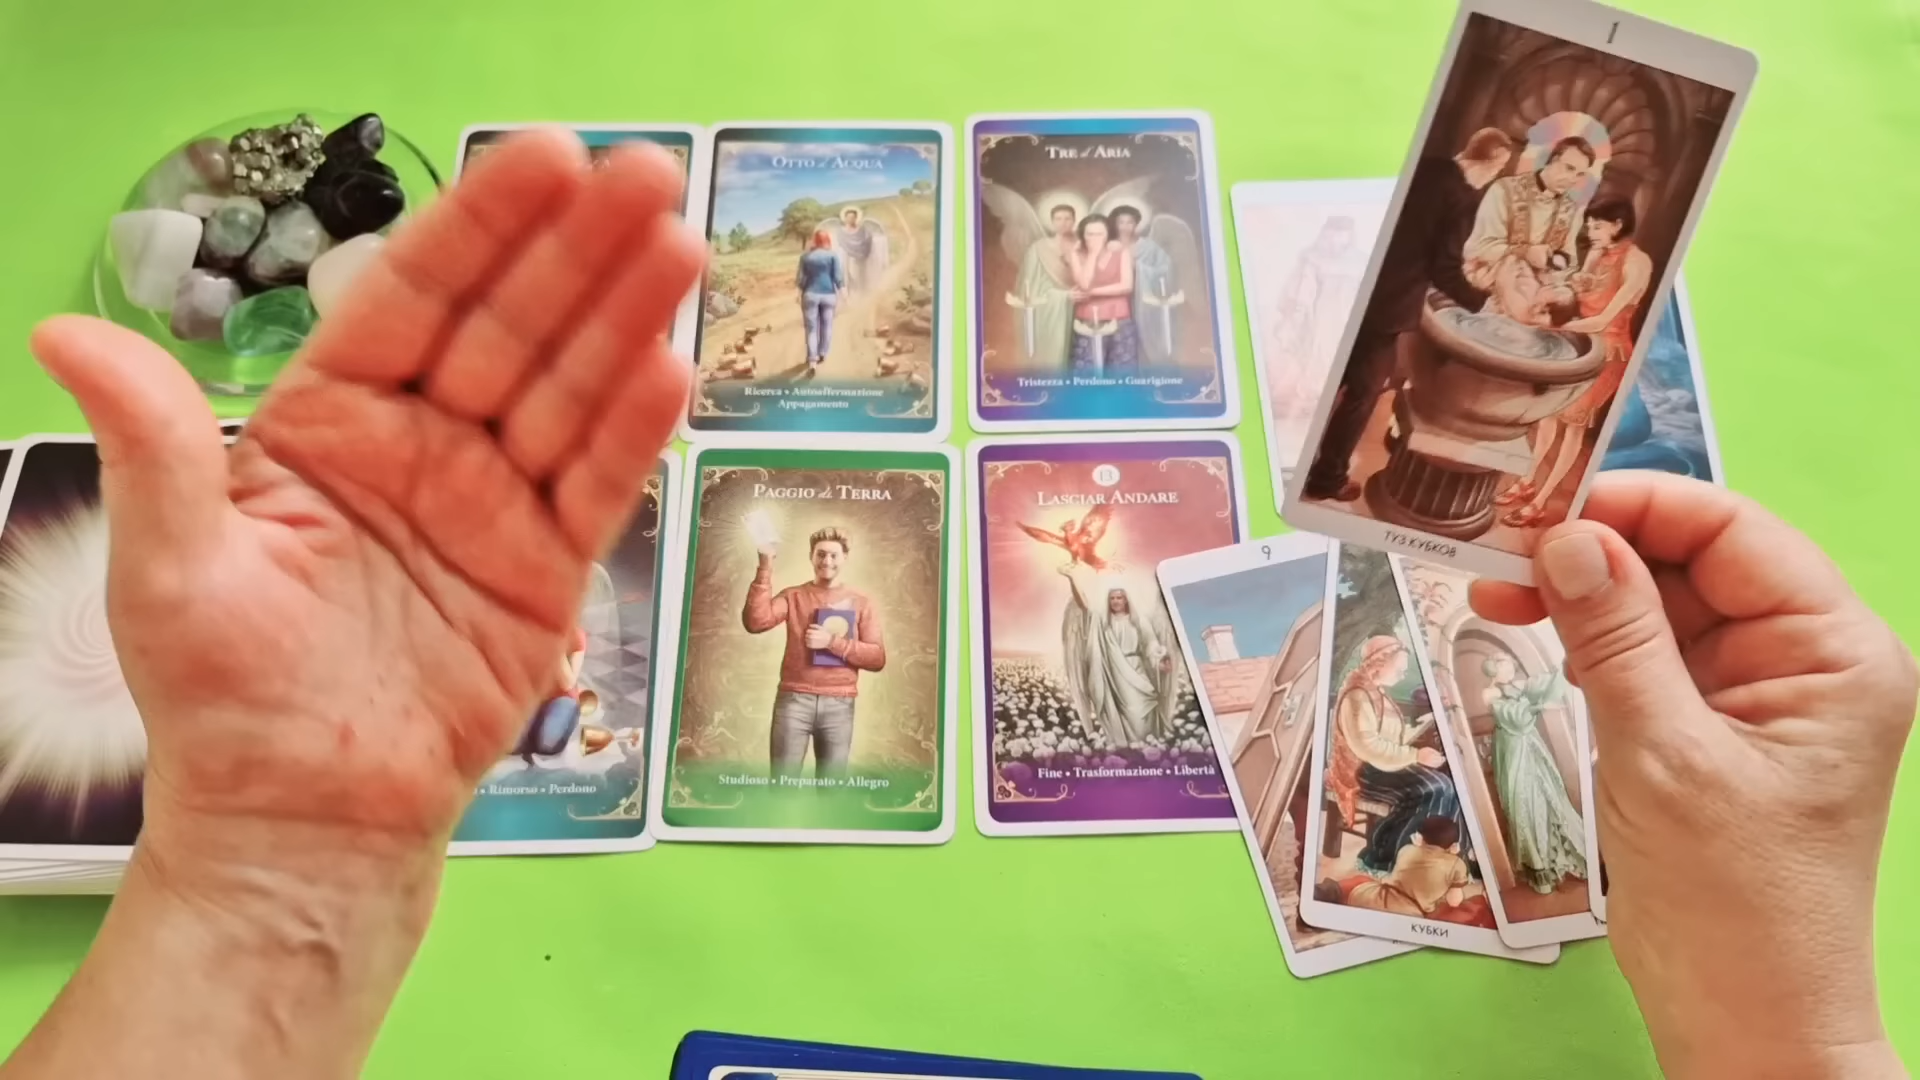 OTTO d'ACQUA
Ricerca • Autoaffermazione
Appagamento
TRE d'ARIA
Tristezza • Perdono • Guarigione
1
ТУЗ КУБКОВ
• Rimorso • Perdono
PAGGIO di TERRA
Studioso • Preparato • Allegro
13
LASCIAR ANDARE
Fine • Trasformazione • Libertà
9
КУБКИ